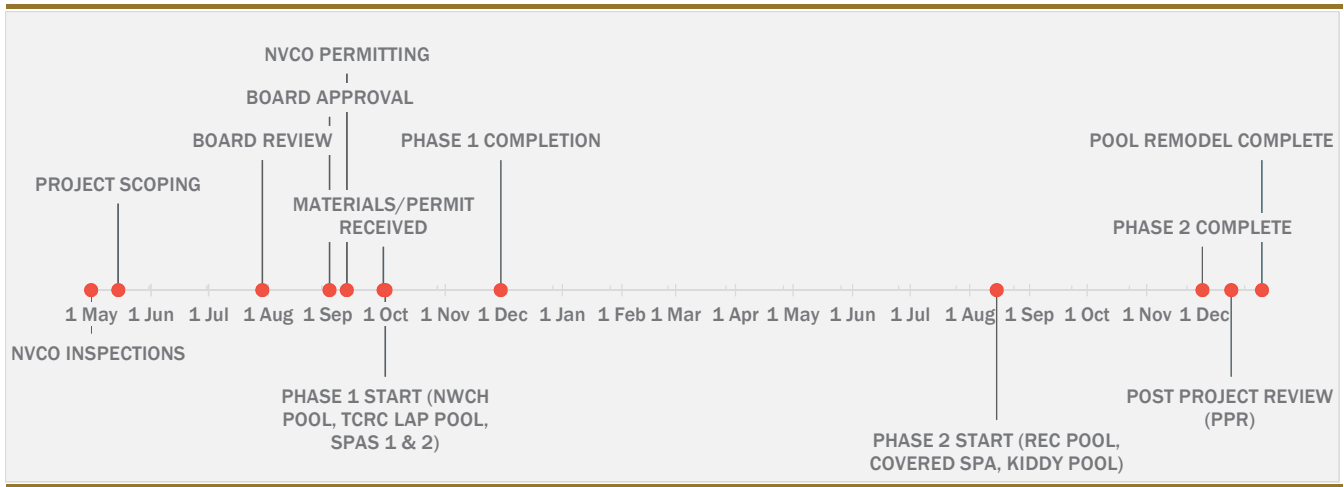 NVCO PERMITTING
BOARD APPROVAL
BOARD REVIEW
PHASE 1 COMPLETION
POOL REMODEL COMPLETE
PROJECT SCOPING
MATERIALS/PERMIT
RECEIVED
PHASE 2 COMPLETE
1 May 1 Jun 1 Jul 1 Aug 1 Sep 1 Oct 1 Nov 1 Dec 1 Jan 1 Feb 1 Mar 1 Apr 1 May 1 Jun 1 Jul 1 Aug 1 Sep 1 Oct 1 Nov 1 Dec
NVCO INSPECTIONS
PHASE 1 START (NWCH
POOL, TCRC LAP POOL,
SPAS 1 & 2)
POST PROJECT REVIEW
(PPR)
PHASE 2 START (REC POOL,
COVERED SPA, KIDDY POOL)